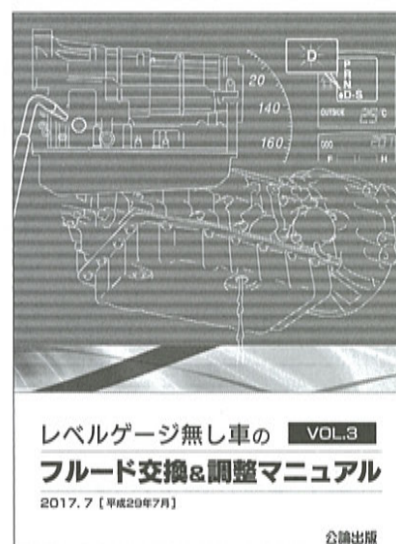 D
P
R
N
D-S
20
140
160
OUTSIDE 25℃
F H
レベルゲージ無し車の VOL.3
フルード交換&調整マニュアル
2017.7 [平成29年7月]
公論出版